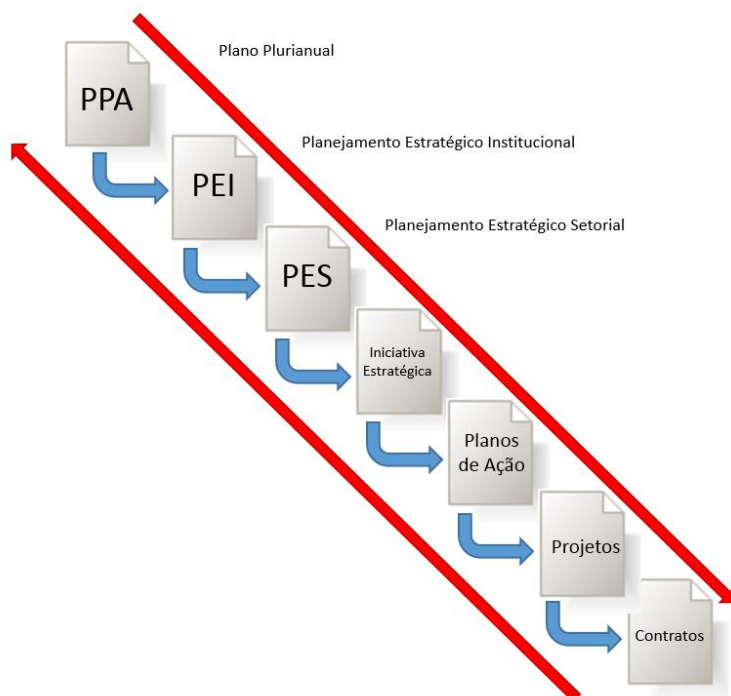 Plano Plurianual
PPA
Planejamento Estratégico Institucional
PEI
Planejamento Estratégico Setorial
PES
Iniciativa
Estratégica
Planos
de Ação
Projetos
Contratos